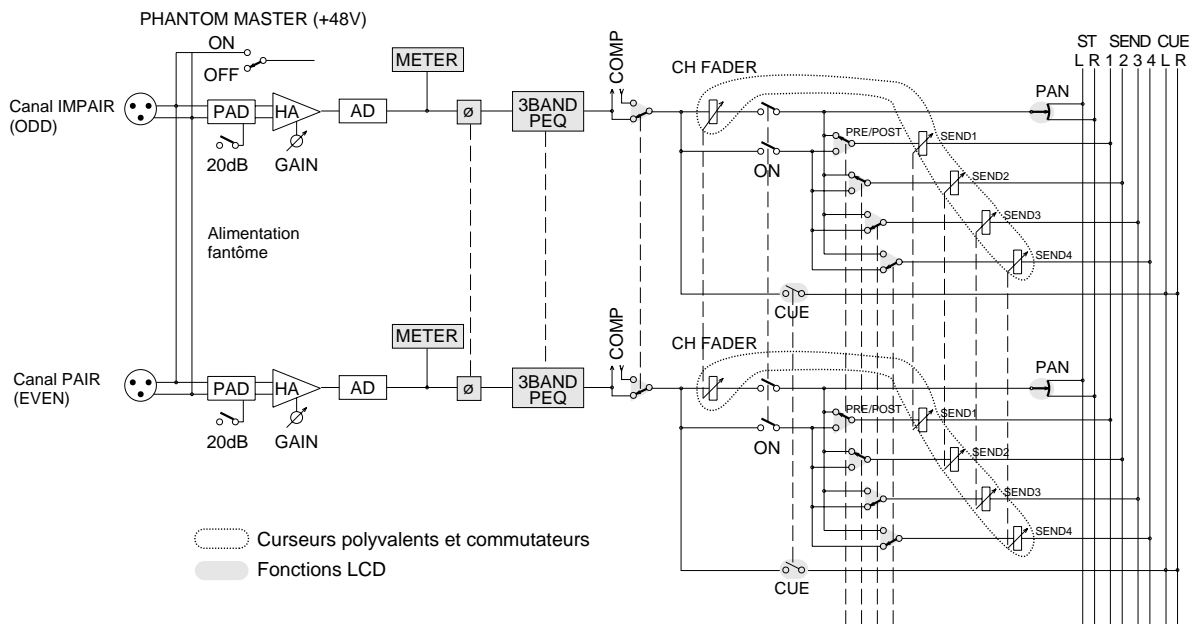 PHANTOM MASTER (+48V)
ON
OFF
METER
COMP
CH FADER
ST SEND CUE
L R 1 2 3 4 L R
PAN
Canal IMPAIR
(ODD)
PAD
HA
AD
ø
3BAND
PEQ
PRE/POST
SEND1
20dB
GAIN
ON
SEND2
Alimentation
fantôme
SEND3
SEND4
CUE
METER
COMP
CH FADER
PAN
Canal PAIR
(EVEN)
PAD
HA
AD
ø
3BAND
PEQ
PRE/POST
SEND1
20dB
GAIN
ON
SEND2
SEND3
SEND4
Curseurs polyvalents et commutateurs
Fonctions LCD
CUE